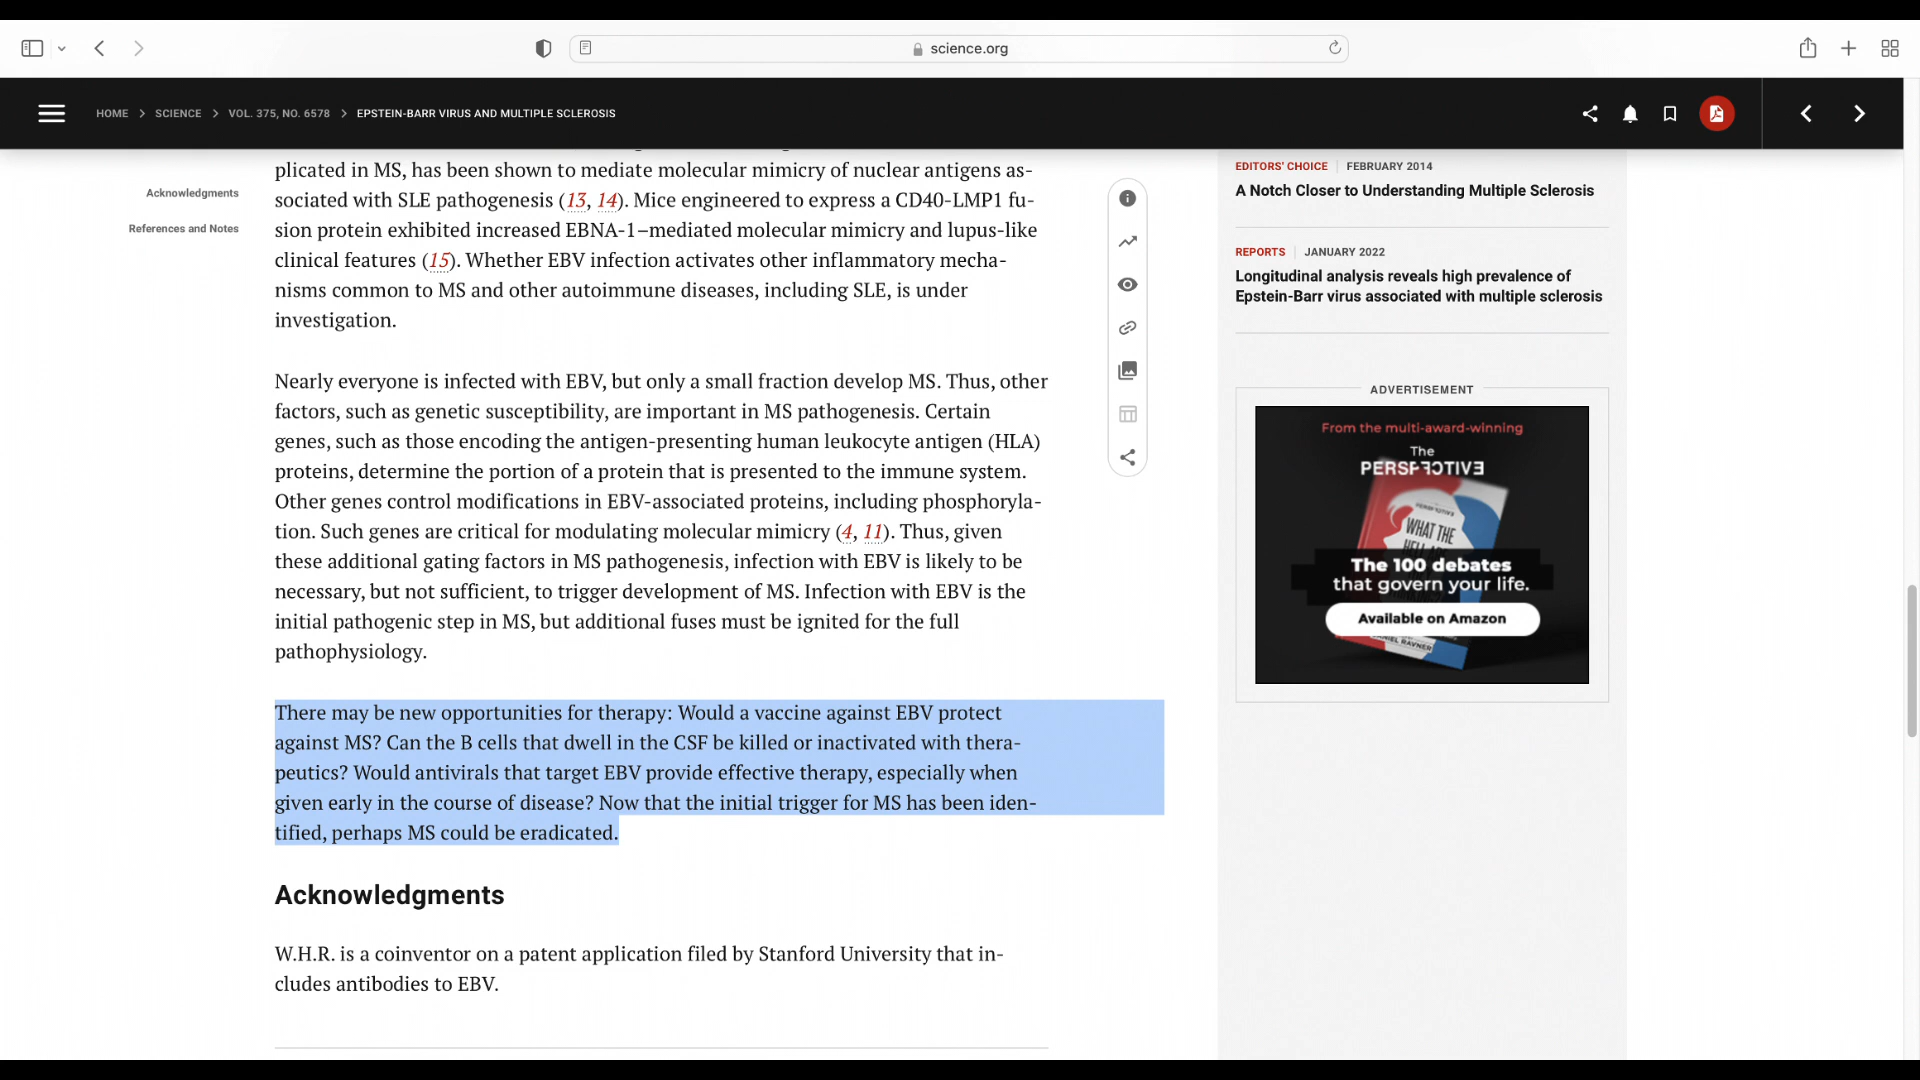 science.org
HOME > SCIENCE > VOL. 375, NO. 6578 > EPSTEIN-BARR VIRUS AND MULTIPLE SCLEROSIS
Acknowledgments
References and Notes
plicated in MS, has been shown to mediate molecular mimicry of nuclear antigens as-
sociated with SLE pathogenesis (13, 14). Mice engineered to express a CD40-LMP1 fu-
sion protein exhibited increased EBNA-1–mediated molecular mimicry and lupus-like
clinical features (15). Whether EBV infection activates other inflammatory mecha-
nisms common to MS and other autoimmune diseases, including SLE, is under
investigation.
Nearly everyone is infected with EBV, but only a small fraction develop MS. Thus, other
factors, such as genetic susceptibility, are important in MS pathogenesis. Certain
genes, such as those encoding the antigen-presenting human leukocyte antigen (HLA)
proteins, determine the portion of a protein that is presented to the immune system.
Other genes control modifications in EBV-associated proteins, including phosphoryla-
tion. Such genes are critical for modulating molecular mimicry (4, 11). Thus, given
these additional gating factors in MS pathogenesis, infection with EBV is likely to be
necessary, but not sufficient, to trigger development of MS. Infection with EBV is the
initial pathogenic step in MS, but additional fuses must be ignited for the full
pathophysiology.
There may be new opportunities for therapy: Would a vaccine against EBV protect
against MS? Can the B cells that dwell in the CSF be killed or inactivated with thera-
peutics? Would antivirals that target EBV provide effective therapy, especially when
given early in the course of disease? Now that the initial trigger for MS has been iden-
tified, perhaps MS could be eradicated.
Acknowledgments
W.H.R. is a coinventor on a patent application filed by Stanford University that in-
cludes antibodies to EBV.
EDITORS' CHOICE | FEBRUARY 2014
A Notch Closer to Understanding Multiple Sclerosis
REPORTS | JANUARY 2022
Longitudinal analysis reveals high prevalence of
Epstein-Barr virus associated with multiple sclerosis
ADVERTISEMENT
From the multi-award-winning
The
PERSPECTIVE
WHAT THE
HELL ARE
The 100 debates
that govern your life.
Available on Amazon
DANIEL RAVNER